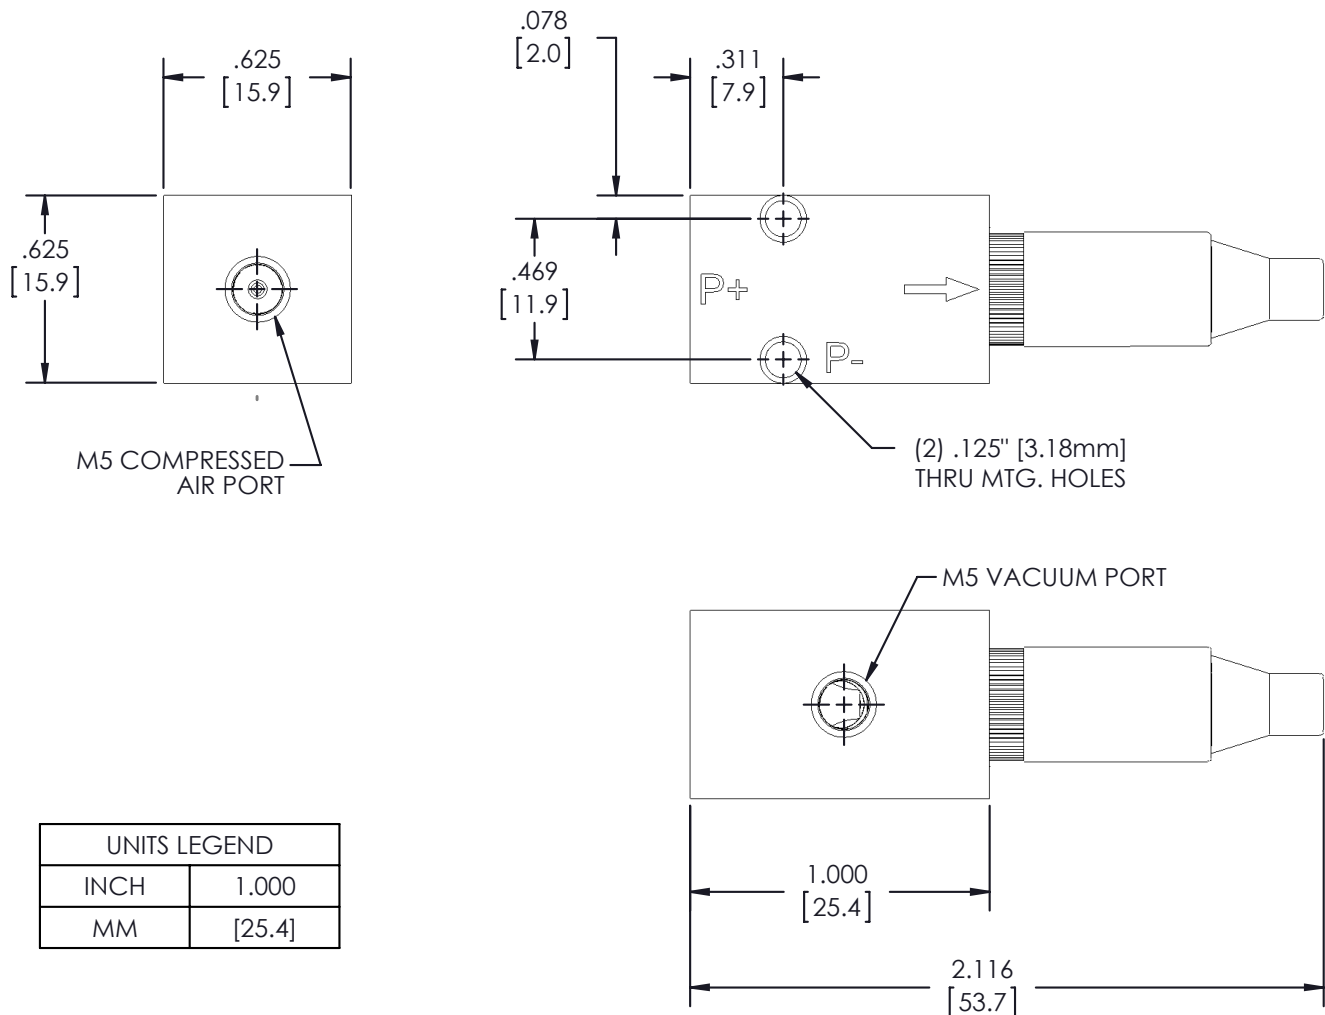 .078
[2.0]
.625
[15.9]
.311
[7.9]
.625
[15.9]
.469
[11.9]
P+
P-
M5 COMPRESSED
AIR PORT
(2) .125" [3.18mm]
THRU MTG. HOLES
M5 VACUUM PORT
UNITS LEGEND
INCH 1.000
MM [25.4]
1.000
[25.4]
2.116
[53.7]